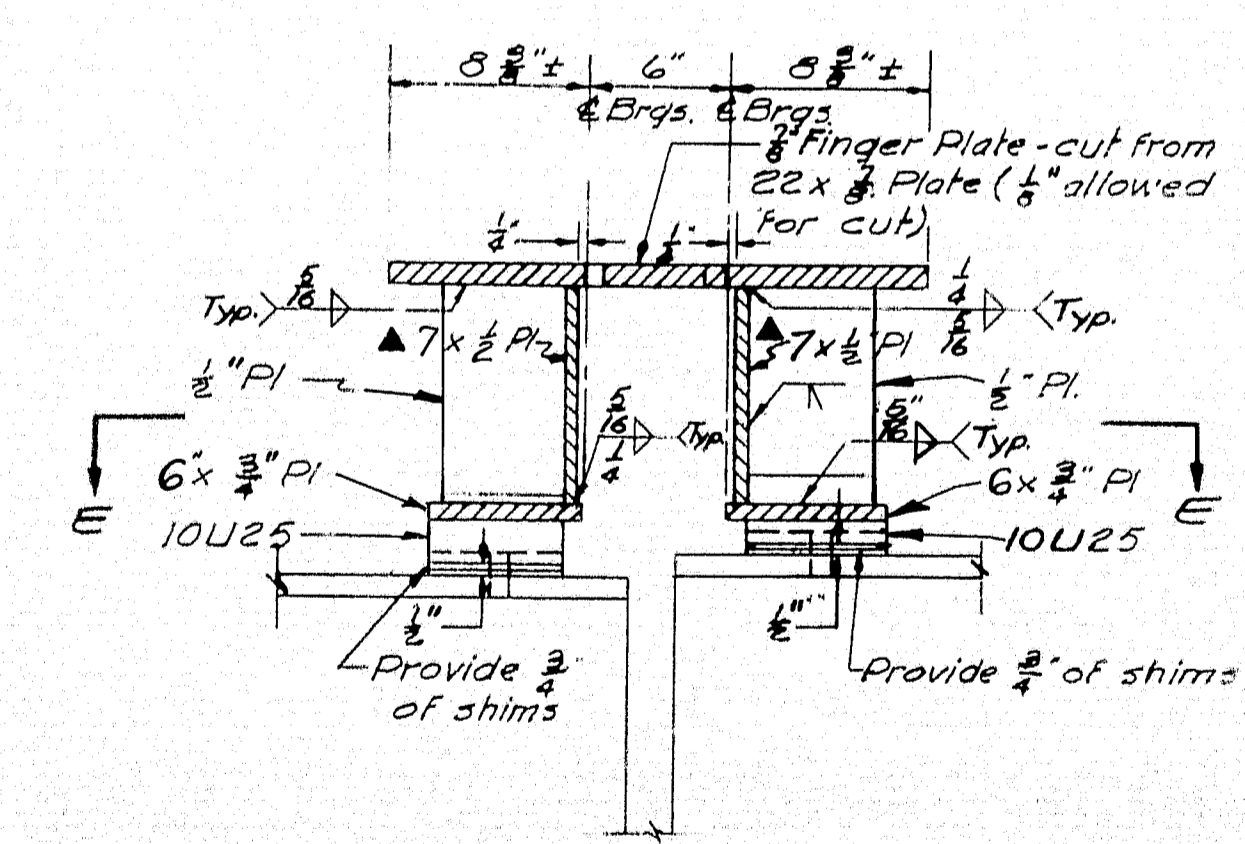 8 3/8" ± 6" 8 3/8" ±
℄ Brgs. ℄ Brgs.
Finger Plate - cut from
22 x 7/8 Plate ( 1/8" allowed
for cut)
1/4"
5/16
Typ.
1/4
5/16
Typ.
▲ 7 x 1/2 Pl
▲ 7 x 1/2 Pl
1/2" Pl
1/2" Pl.
5/16
1/4
Typ.
5/16"
Typ.
E
6" x 3/4" Pl
6 x 3/4" Pl
E
10U25
10U25
1/2"
1/2"
Provide 3/4"
of shims
Provide 3/4" of shims